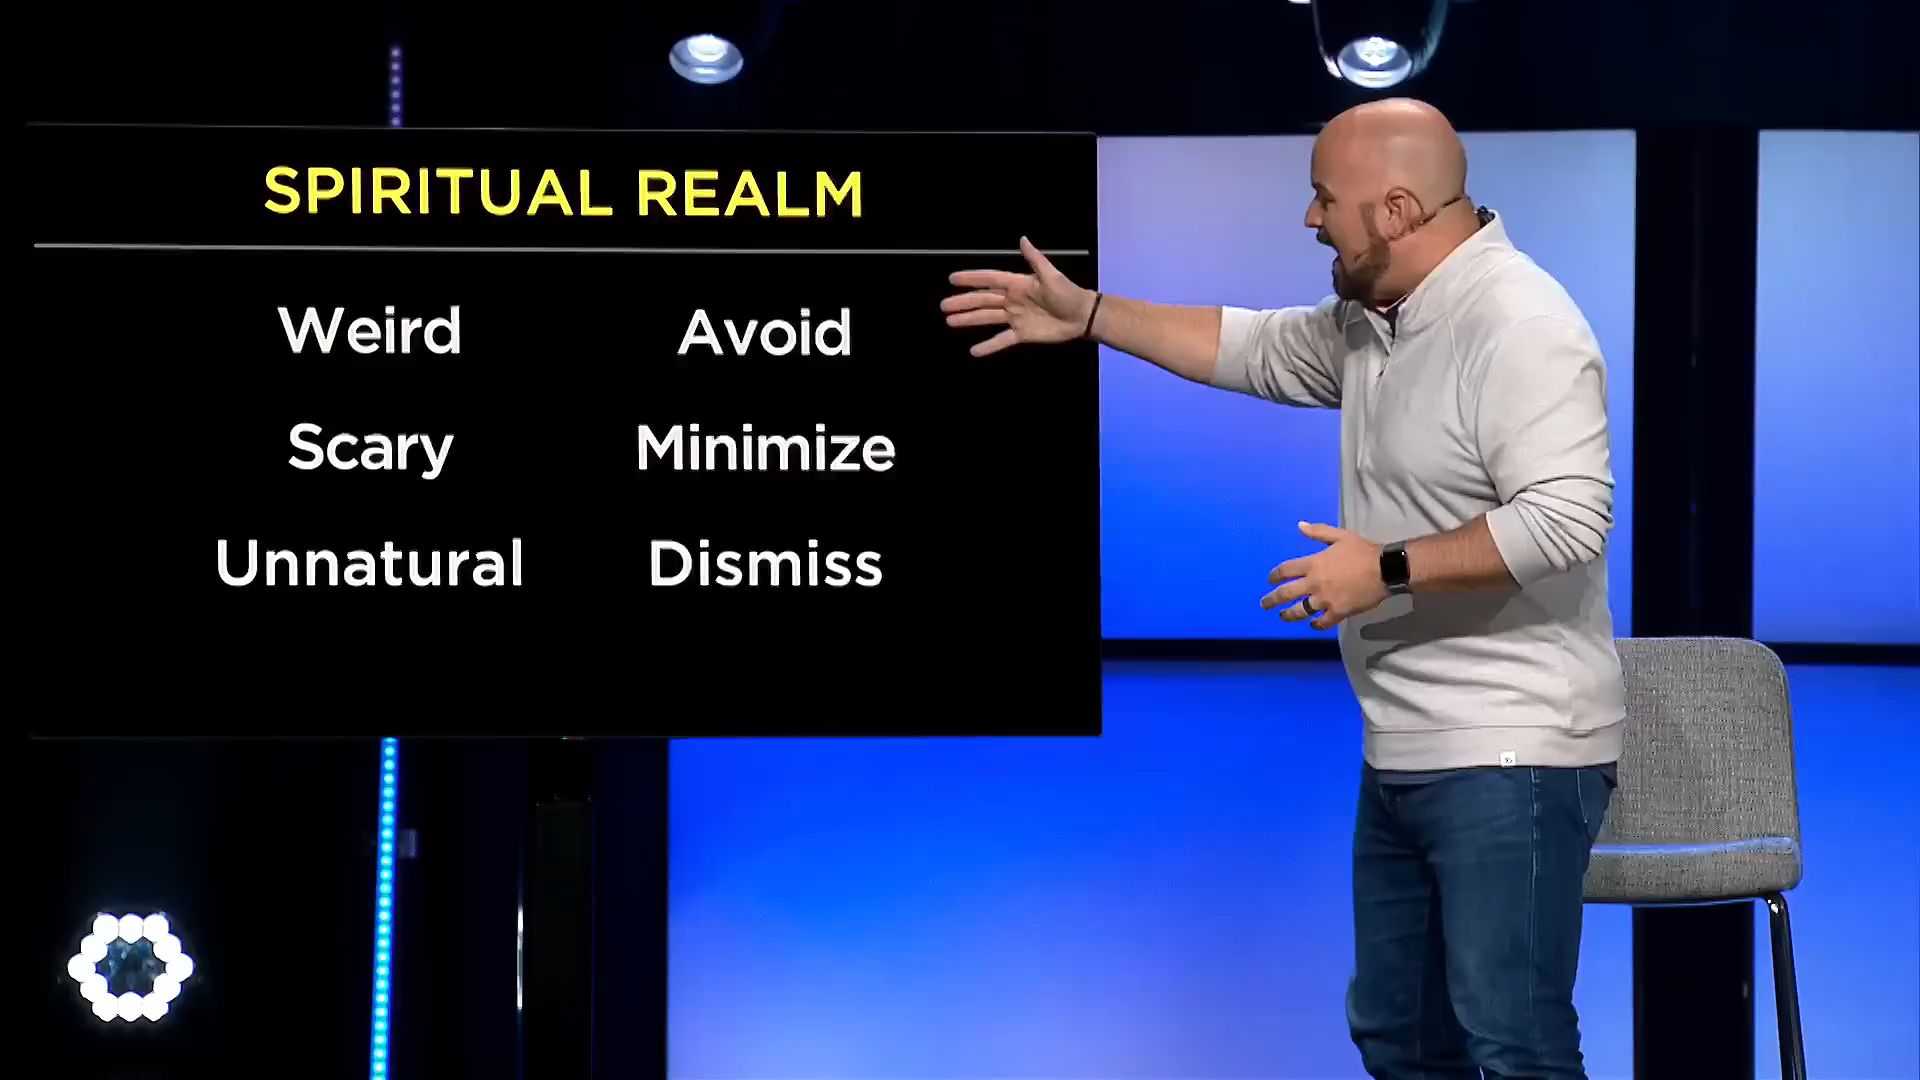 SPIRITUAL REALM
Weird Avoid
Scary Minimize
Unnatural Dismiss